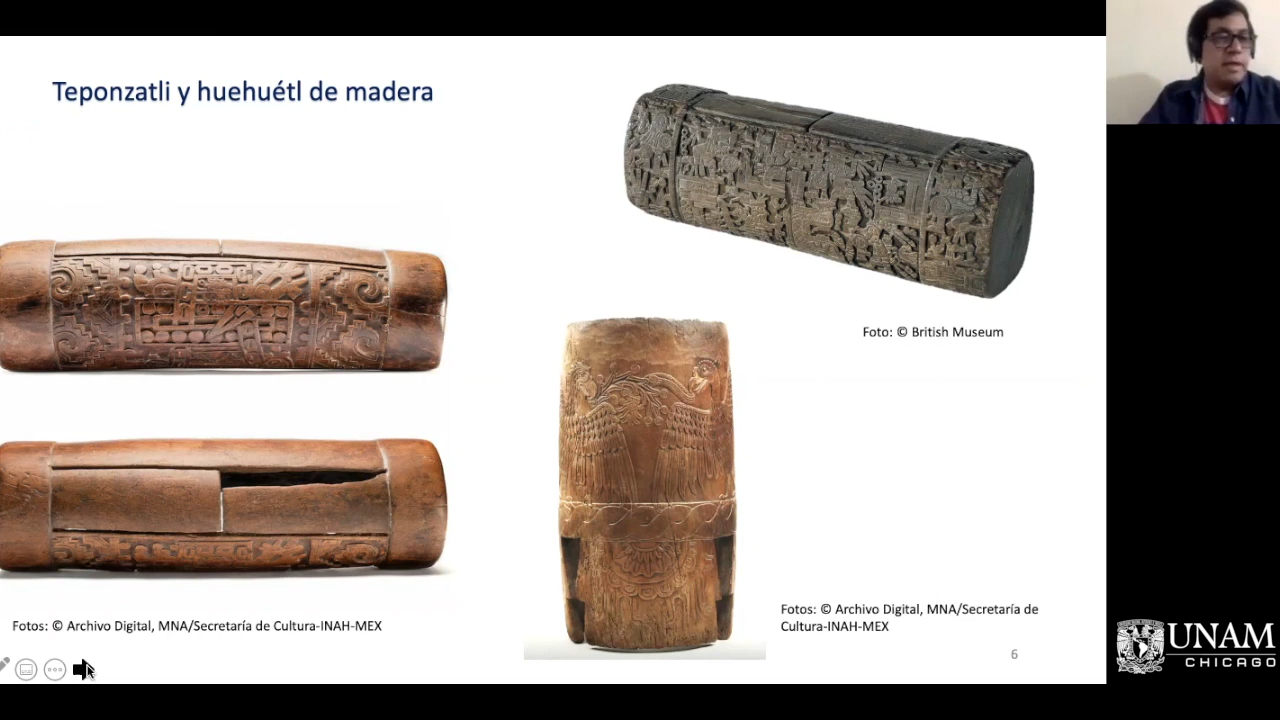 Teponzatli y huehuétl de madera
Foto: © British Museum
Fotos: © Archivo Digital, MNA/Secretaría de
Cultura-INAH-MEX
Fotos: © Archivo Digital, MNA/Secretaría de Cultura-INAH-MEX
6
UNAM
CHICAGO